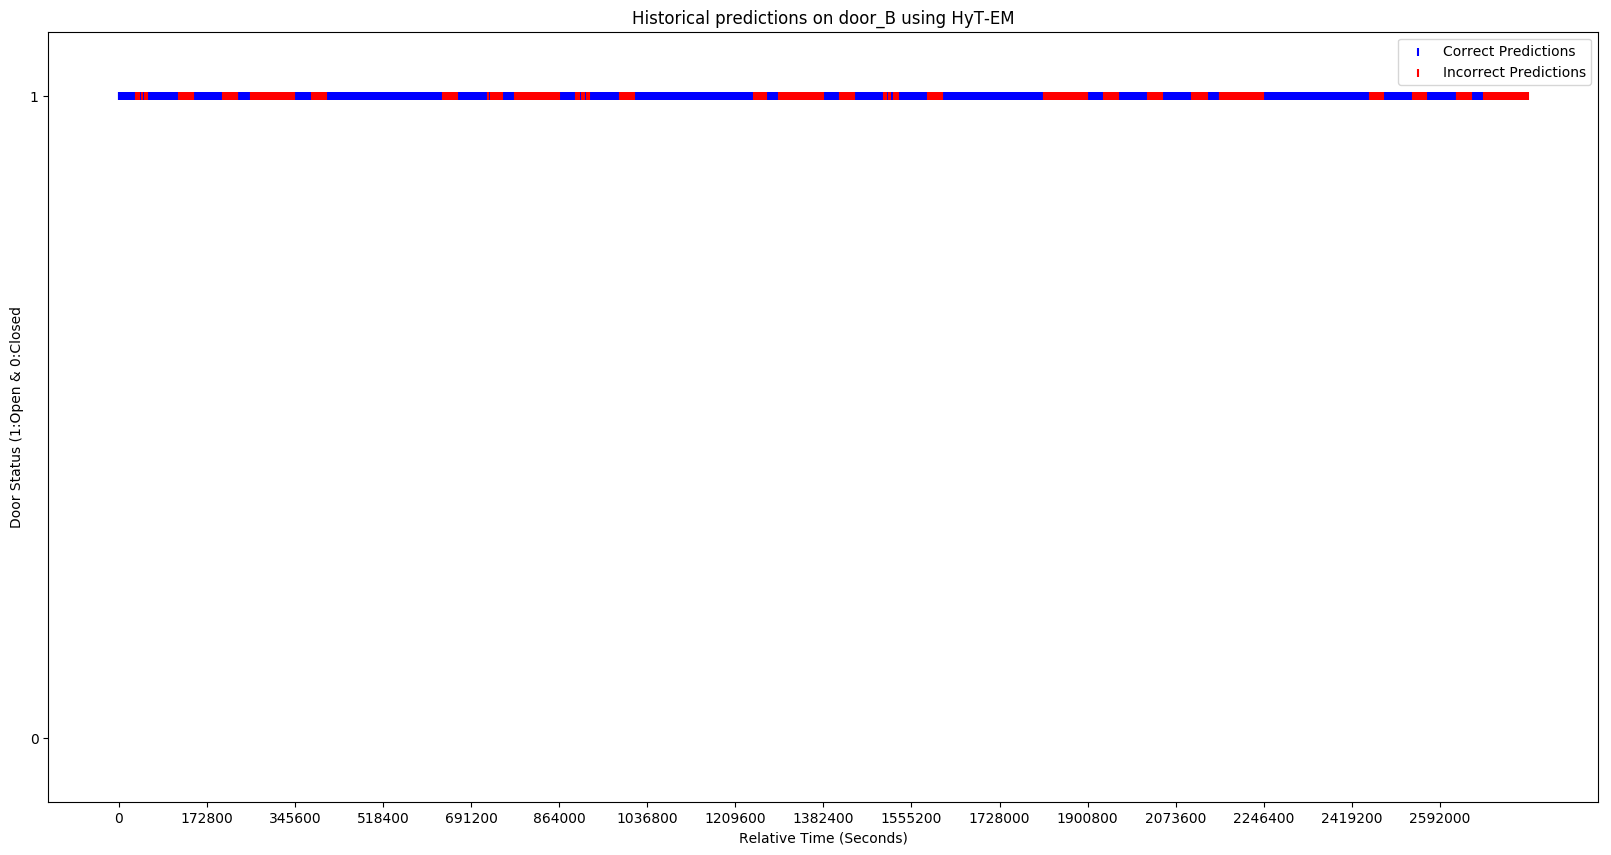 Historical predictions on door_B using HyT-EM
Correct Predictions
Incorrect Predictions
1
0
Door Status (1:Open & 0:Closed
0 172800 345600 518400 691200 864000 1036800 1209600 1382400 1555200 1728000 1900800 2073600 2246400 2419200 2592000
Relative Time (Seconds)